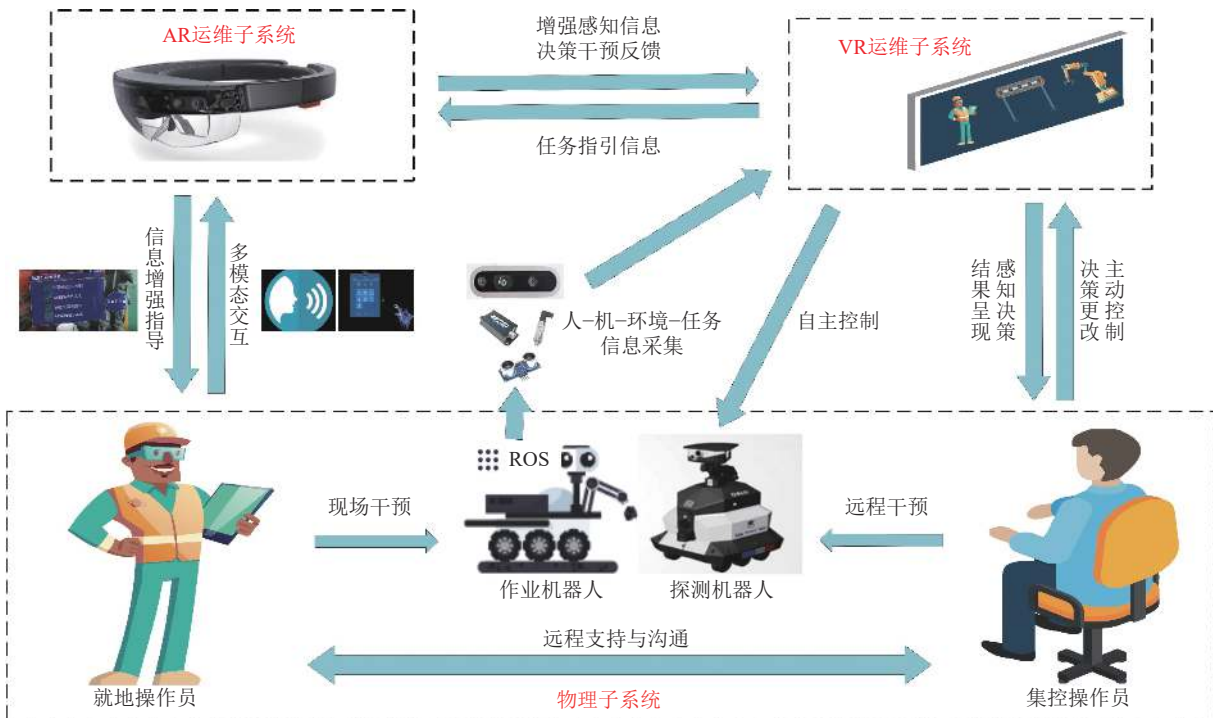 AR运维子系统
增强感知信息
决策干预反馈
任务指引信息
VR运维子系统
信息增强指导
多模态交互
人–机–环境–任务
信息采集
自主控制
感知决策
结果呈现
主动控制
决策更改
ROS
现场干预
远程干预
作业机器人
探测机器人
远程支持与沟通
就地操作员
物理子系统
集控操作员